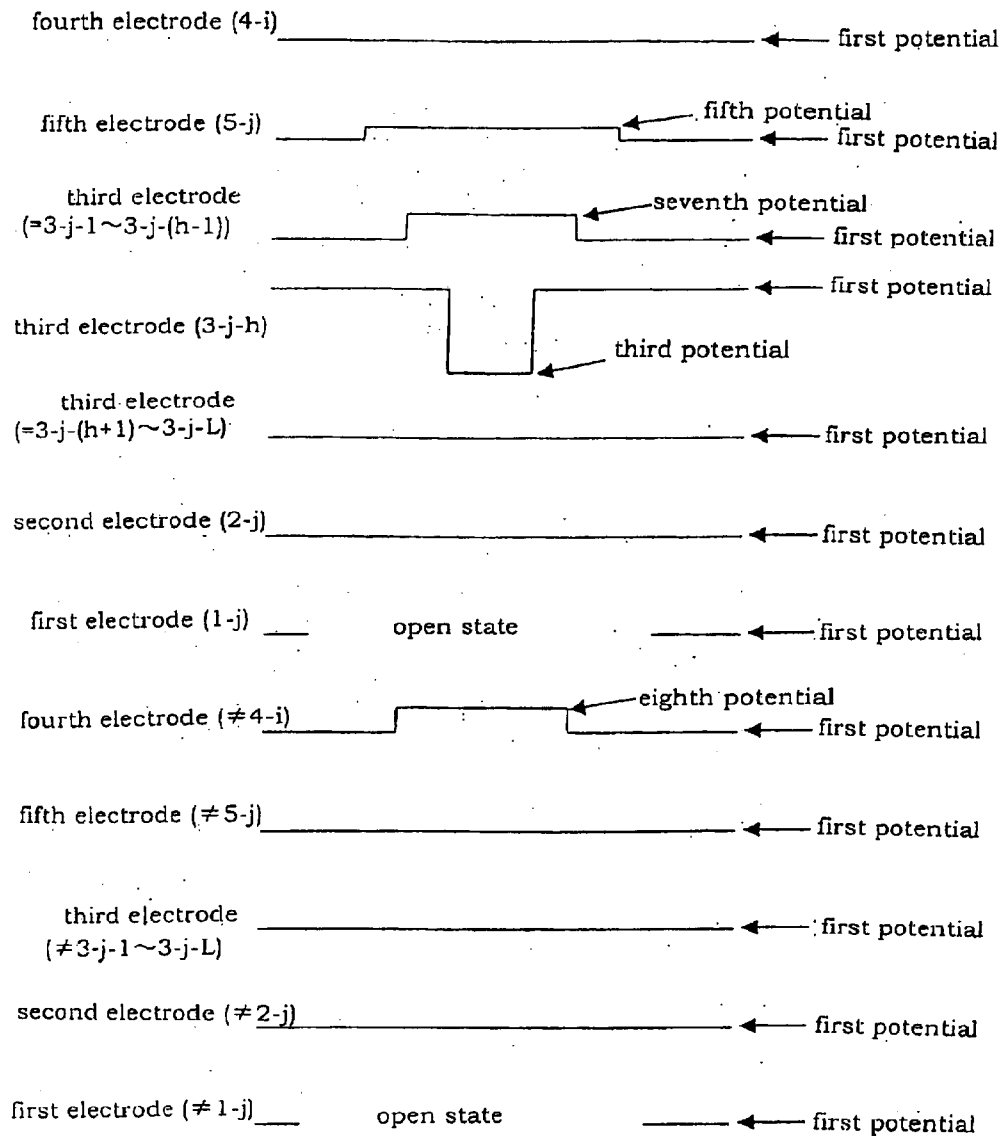 fourth electrode (4-i)
first potential
fifth electrode (5-j)
fifth potential
first potential
third electrode
(=3-j-1~3-j-(h-1))
seventh potential
first potential
first potential
third electrode (3-j-h)
third potential
third electrode
(=3-j-(h+1)~3-j-L)
first potential
second electrode (2-j)
first potential
first electrode (1-j)
open state
first potential
fourth electrode (≠4-i)
eighth potential
first potential
fifth electrode (≠5-j)
first potential
third electrode
(≠3-j-1~3-j-L)
first potential
second electrode (≠2-j)
first potential
first electrode (≠1-j)
open state
first potential